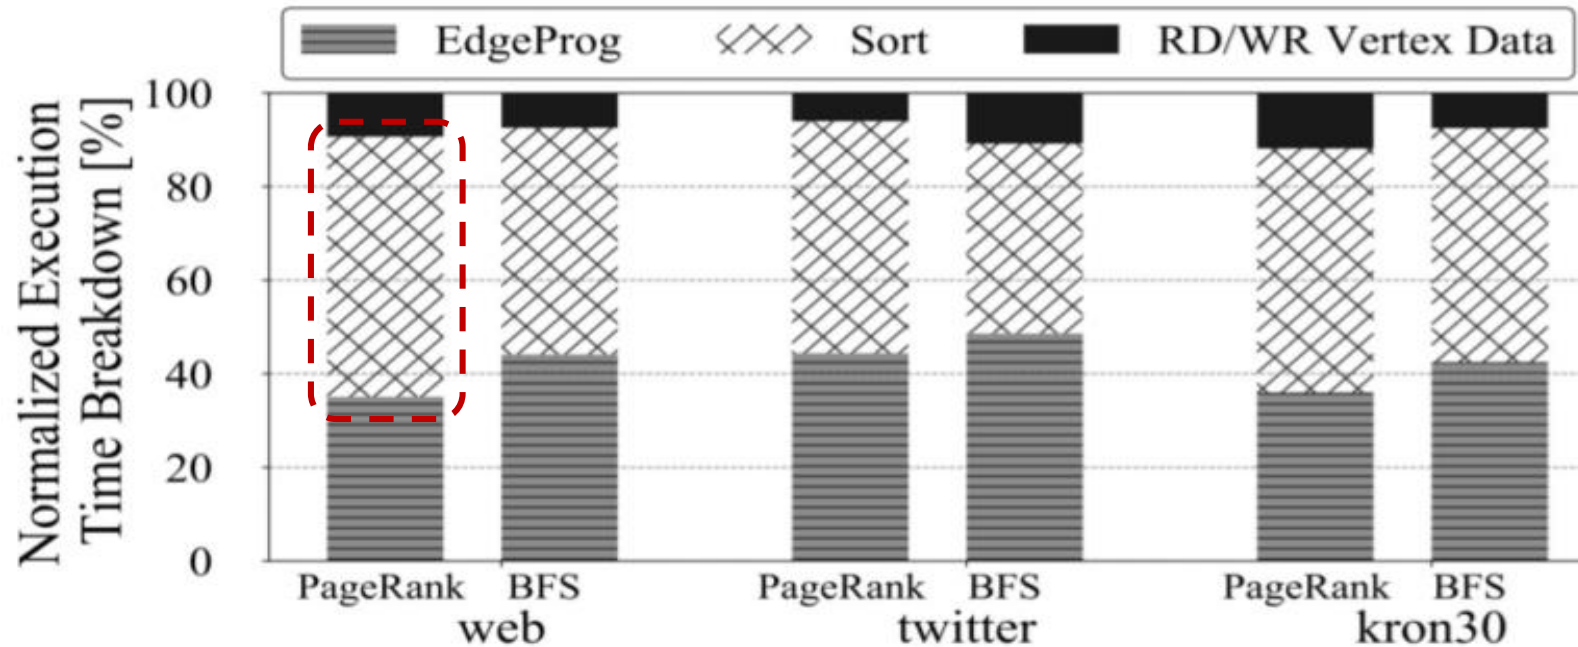 EdgeProg Sort RD/WR Vertex Data
Normalized Execution
Time Breakdown [%]
100
80
60
40
20
0
PageRank BFS PageRank BFS PageRank BFS
web twitter kron30